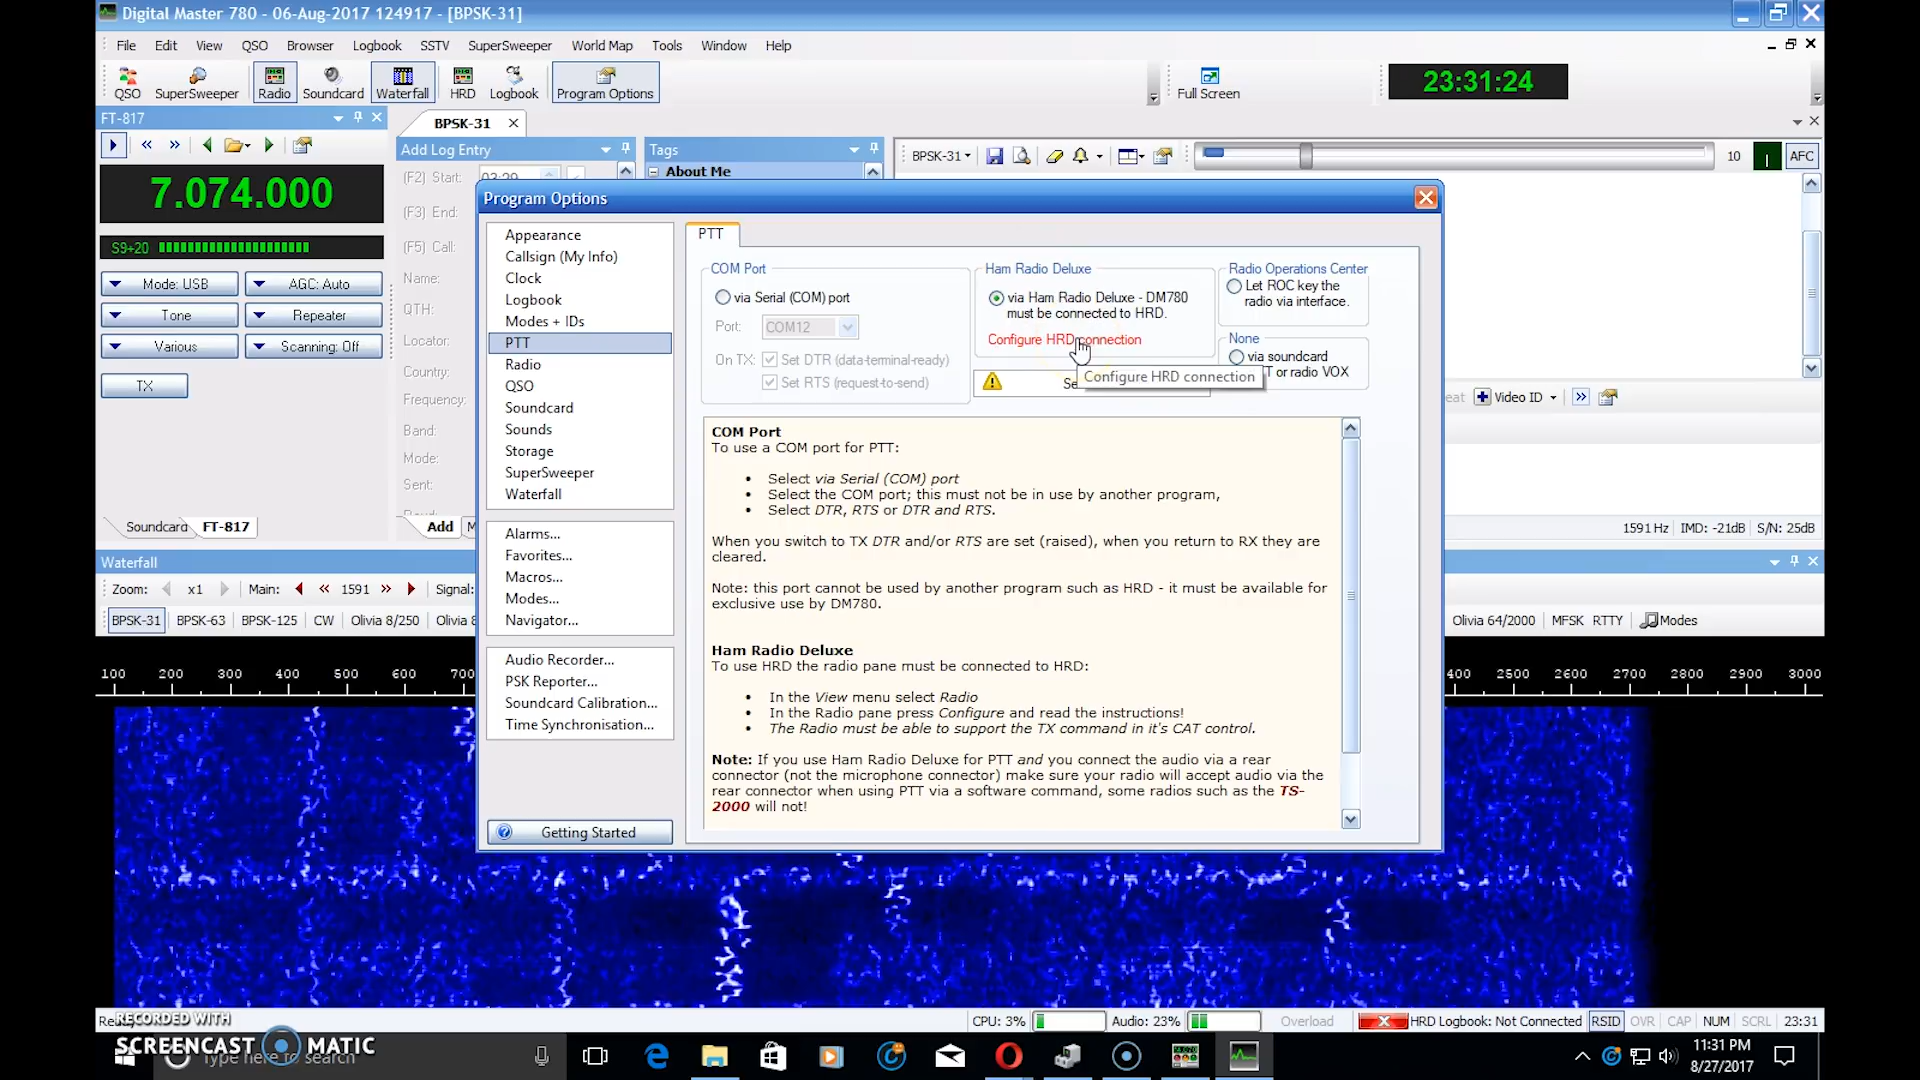 Digital Master 780 - 06-Aug-2017 124917 - [BPSK-31]
File Edit View QSO Browser Logbook SSTV SuperSweeper World Map Tools Window Help
QSO SuperSweeper Radio Soundcard Waterfall HRD Logbook Program Options Full Screen 23:31:24
FT-817
BPSK-31
Add Log Entry
Tags
BPSK-31 10 AFC
(F2) Start:
About Me
7.074.000
(F3) End:
S9+20
(F5) Call:
Mode: USB AGC: Auto
Name:
Tone Repeater
QTH:
Various Scanning: Off
Locator:
TX
Country:
Frequency:
Band:
Mode:
Sent:
Soundcard FT-817
Add
Program Options
Appearance
Callsign (My Info)
Clock
Logbook
Modes + IDs
PTT
Radio
QSO
Soundcard
Sounds
Storage
SuperSweeper
Waterfall
Alarms...
Favorites...
Macros...
Modes...
Navigator...
Audio Recorder...
PSK Reporter...
Soundcard Calibration...
Time Synchronisation...
Getting Started
PTT
COM Port
via Serial (COM) port
Port: COM12
On TX: Set DTR (data-terminal-ready)
Set RTS (request-to-send)
Ham Radio Deluxe
via Ham Radio Deluxe - DM780
must be connected to HRD.
Configure HRD connection
Configure HRD connection
Radio Operations Center
Let ROC key the
radio via interface.
None
via soundcard
or radio VOX
COM Port
To use a COM port for PTT:
• Select via Serial (COM) port
• Select the COM port; this must not be in use by another program,
• Select DTR, RTS or DTR and RTS.
When you switch to TX DTR and/or RTS are set (raised), when you return to RX they are
cleared.
Note: this port cannot be used by another program such as HRD - it must be available for
exclusive use by DM780.
Ham Radio Deluxe
To use HRD the radio pane must be connected to HRD:
• In the View menu select Radio
• In the Radio pane press Configure and read the instructions!
• The Radio must be able to support the TX command in it's CAT control.
Note: If you use Ham Radio Deluxe for PTT and you connect the audio via a rear
connector (not the microphone connector) make sure your radio will accept audio via the
rear connector when using PTT via a software command, some radios such as the TS-
2000 will not!
Video ID
1591 Hz IMD: -21dB S/N: 25dB
Waterfall
Zoom: x1 Main: 1591 Signal:
BPSK-31 BPSK-63 BPSK-125 CW Olivia 8/250 Olivia Olivia 64/2000 MFSK RTTY Modes
100 200 300 400 500 600 2500 2600 2700 2800 2900 3000
CPU: 3% Audio: 23% Overload HRD Logbook: Not Connected RSID OVR CAP NUM SCRL 23:31
RECORDED WITH
SCREENCAST MATIC
Type here to search
11:31 PM
8/27/2017